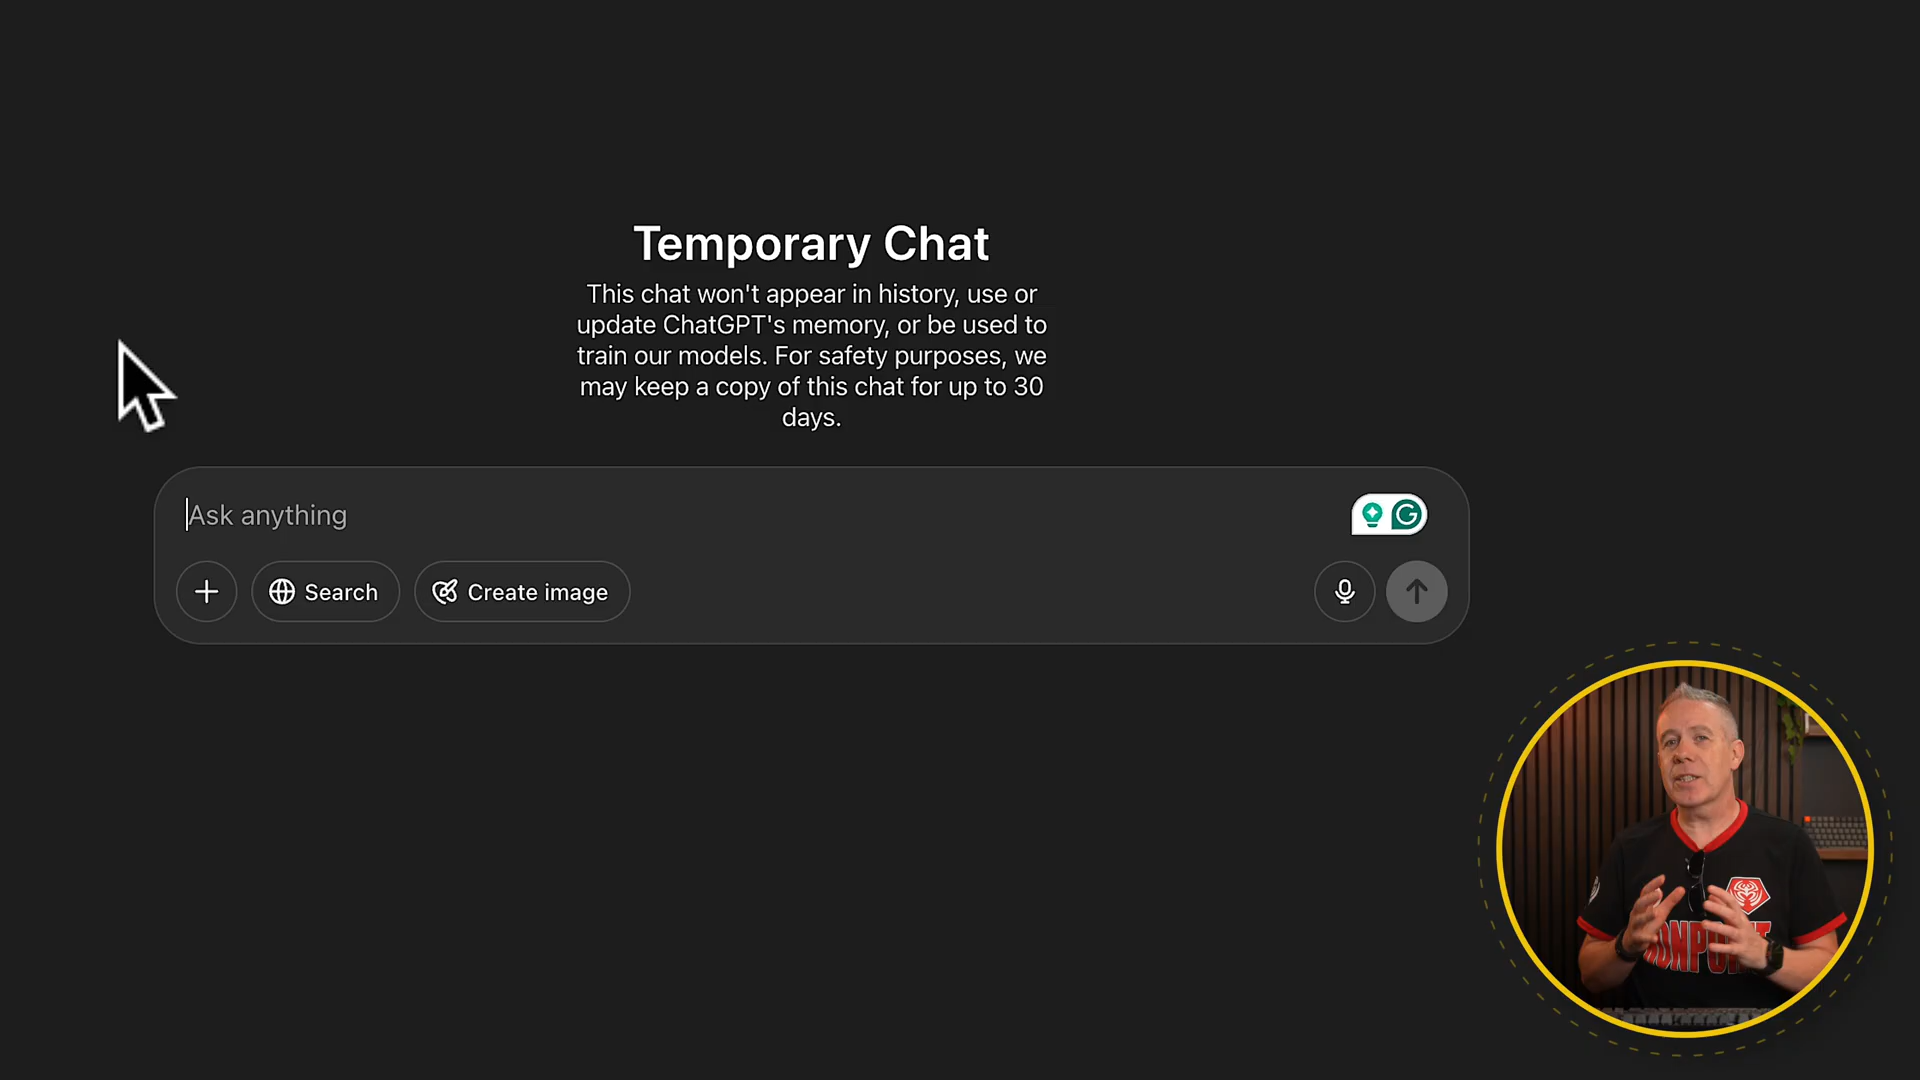 Temporary Chat
This chat won't appear in history, use or
update ChatGPT's memory, or be used to
train our models. For safety purposes, we
may keep a copy of this chat for up to 30
days.
Ask anything
Search
Create image